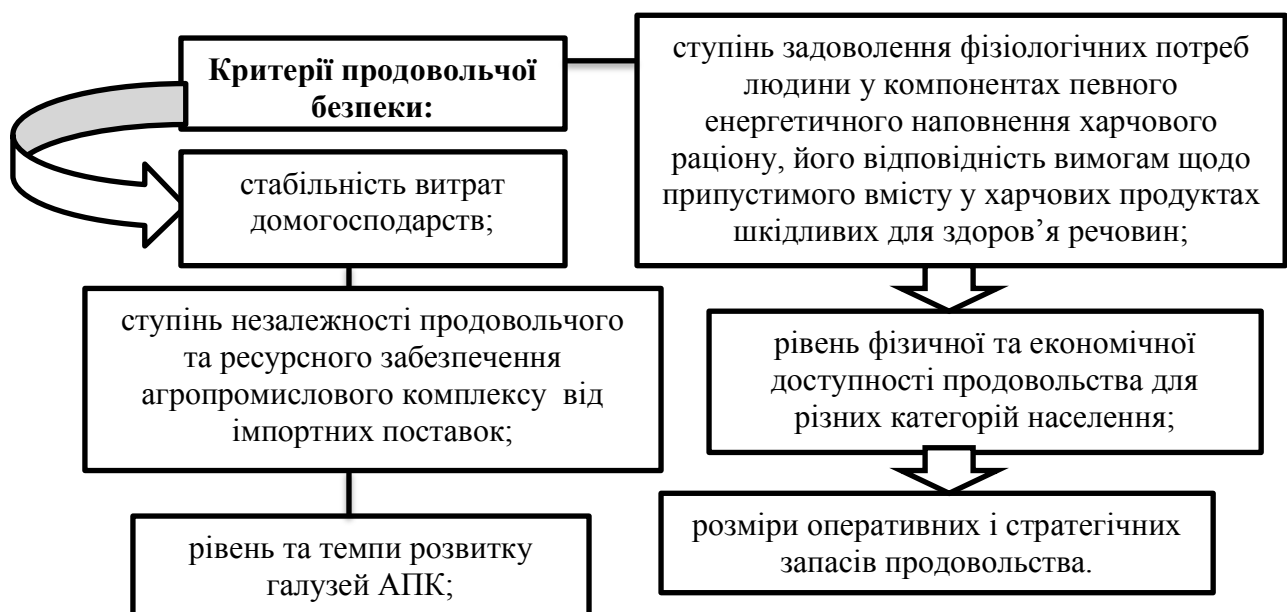 Критерії продовольчої
безпеки:
стабільність витрат
домогосподарств;
ступінь незалежності продовольчого
та ресурсного забезпечення
агропромислового комплексу від
імпортних поставок;
рівень та темпи розвитку
галузей АПК;
ступінь задоволення фізіологічних потреб
людини у компонентах певного
енергетичного наповнення харчового
раціону, його відповідність вимогам щодо
припустимого вмісту у харчових продуктах
шкідливих для здоров’я речовин;
рівень фізичної та економічної
доступності продовольства для
різних категорій населення;
розміри оперативних і стратегічних
запасів продовольства.